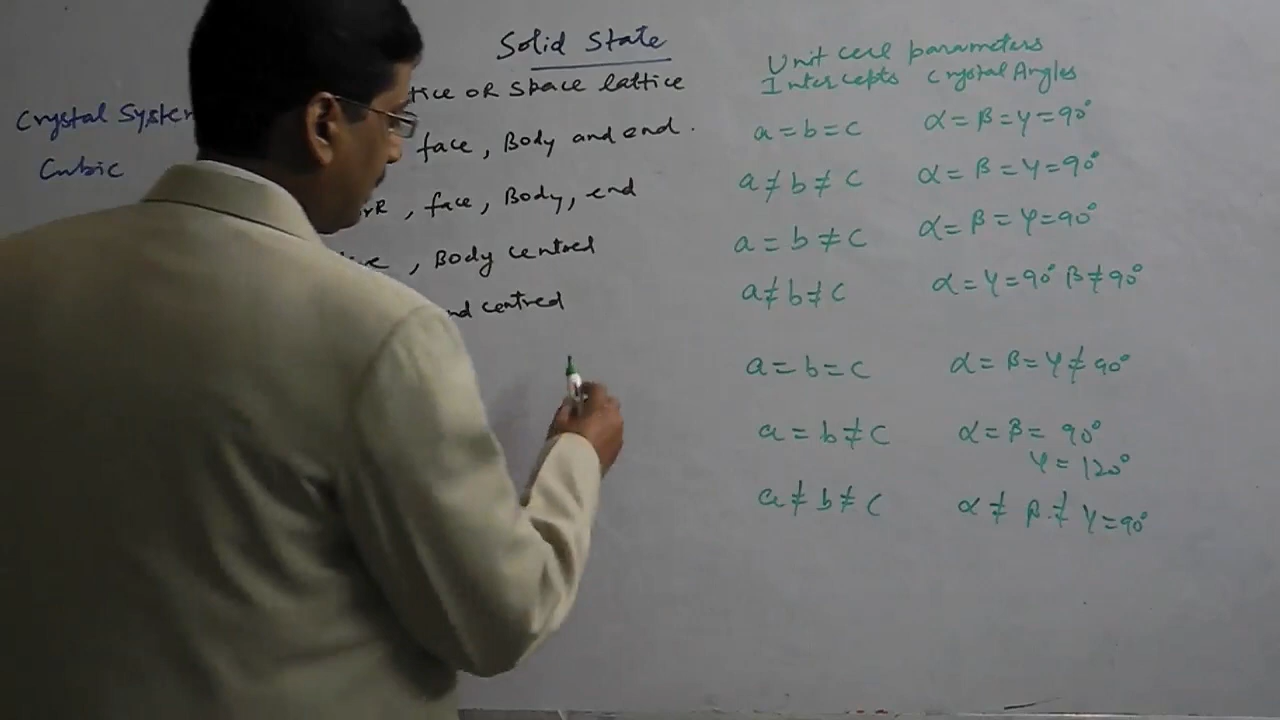 Solid State
Unit cell parameters
Crystal System
tice OR Space lattice
Intercepts Crystal Angles
Cubic
face, Body and end.
a = b = c α = β = γ = 90°
face, Body, end
a ≠ b ≠ c α = β = γ = 90°
, Body centred
a = b ≠ c α = β = γ = 90°
nd centred
a ≠ b ≠ c α = γ = 90° β ≠ 90°
a = b = c α = β = γ ≠ 90°
a = b ≠ c α = β = 90°
γ = 120°
a ≠ b ≠ c α ≠ β ≠ γ = 90°